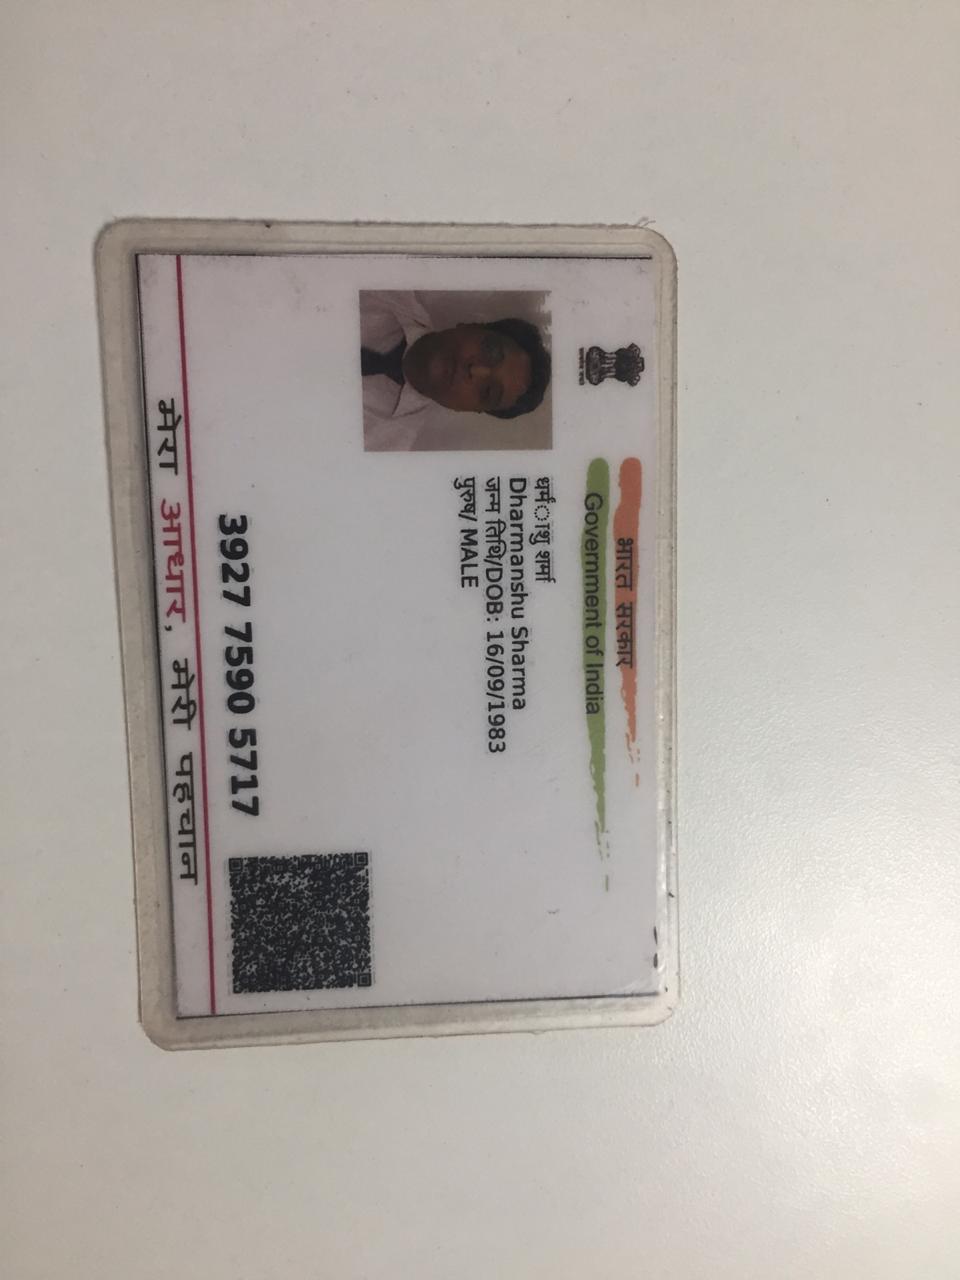 भारत सरकार
Government of India
धर्मंाशु शर्मा
Dharmanshu Sharma
जन्म तिथि/DOB: 16/09/1983
पुरुष/ MALE
3927 7590 5717
मेरा आधार, मेरी पहचान